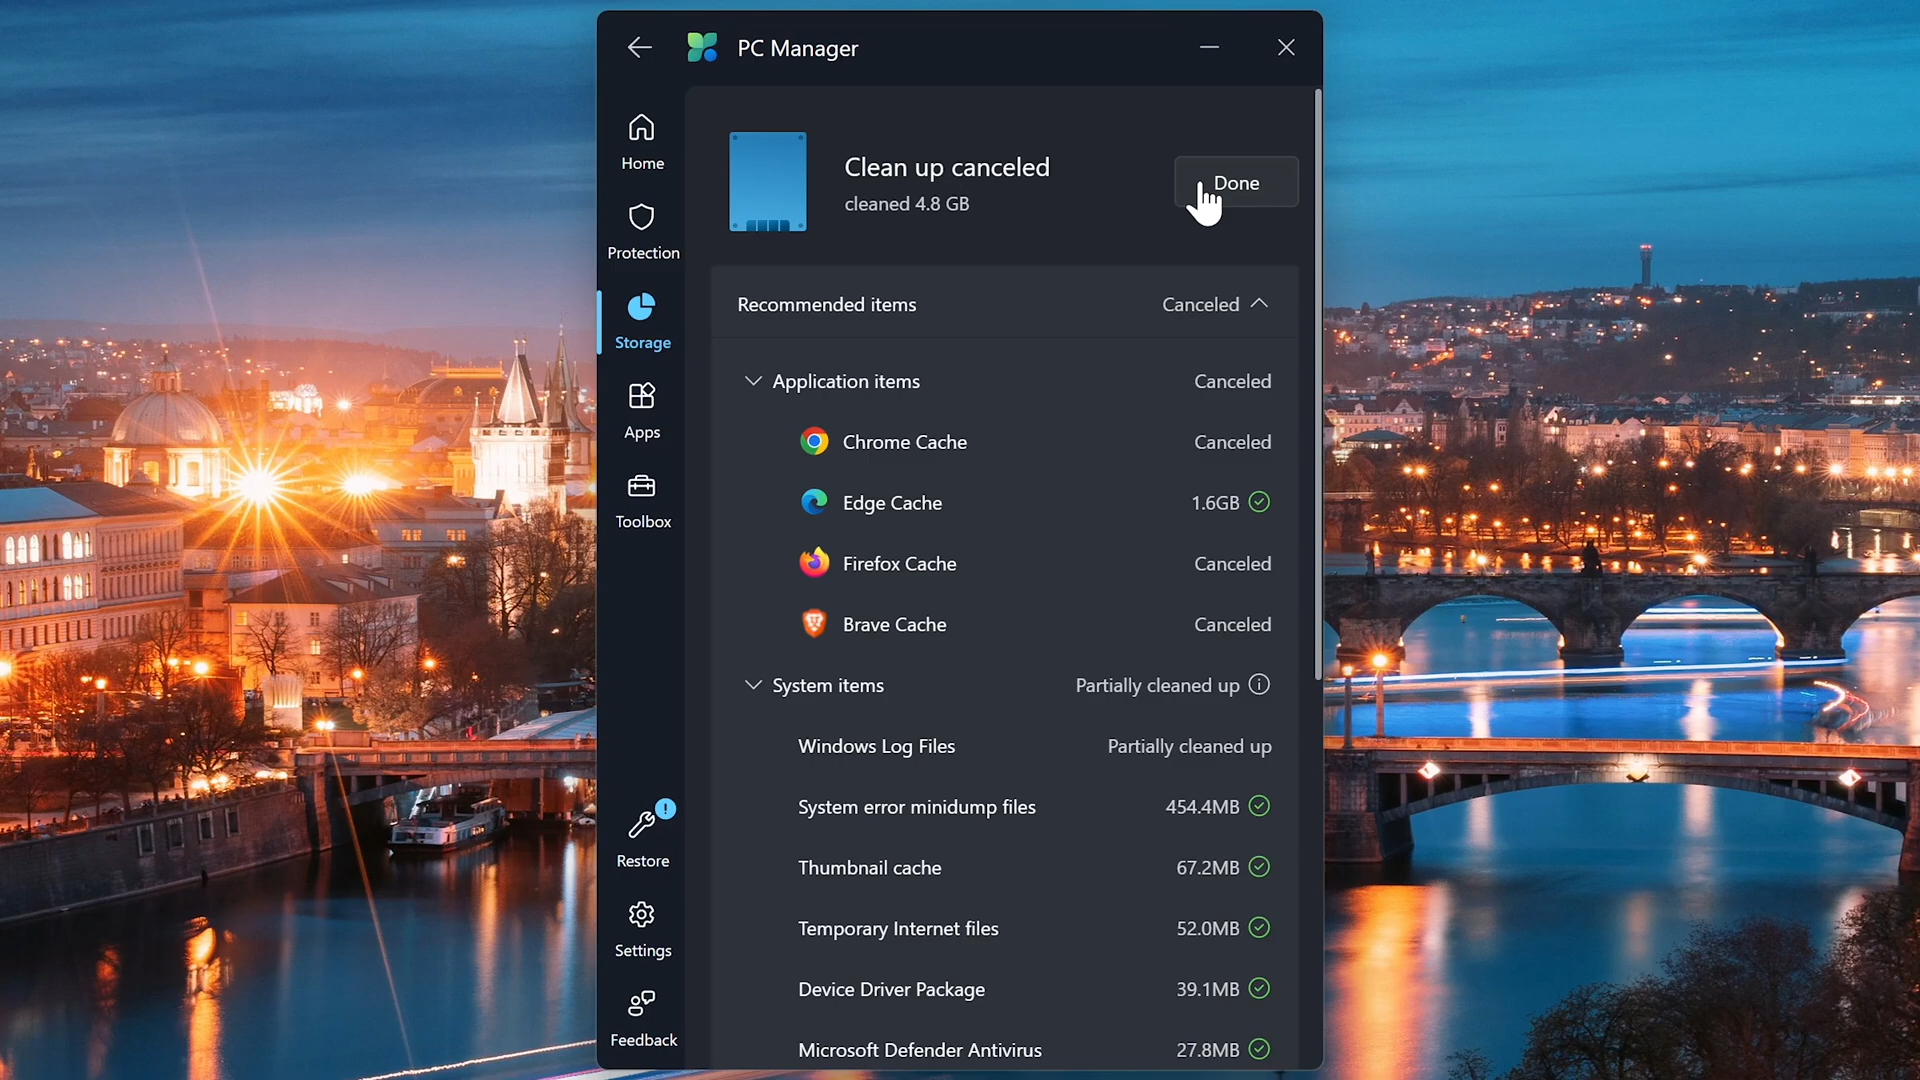 PC Manager
Home
Protection
Storage
Apps
Toolbox
Restore
Settings
Feedback
Clean up canceled
cleaned 4.8 GB
Done
Recommended items Canceled
Application items Canceled
Chrome Cache Canceled
Edge Cache 1.6GB
Firefox Cache Canceled
Brave Cache Canceled
System items Partially cleaned up
Windows Log Files Partially cleaned up
System error minidump files 454.4MB
Thumbnail cache 67.2MB
Temporary Internet files 52.0MB
Device Driver Package 39.1MB
Microsoft Defender Antivirus 27.8MB